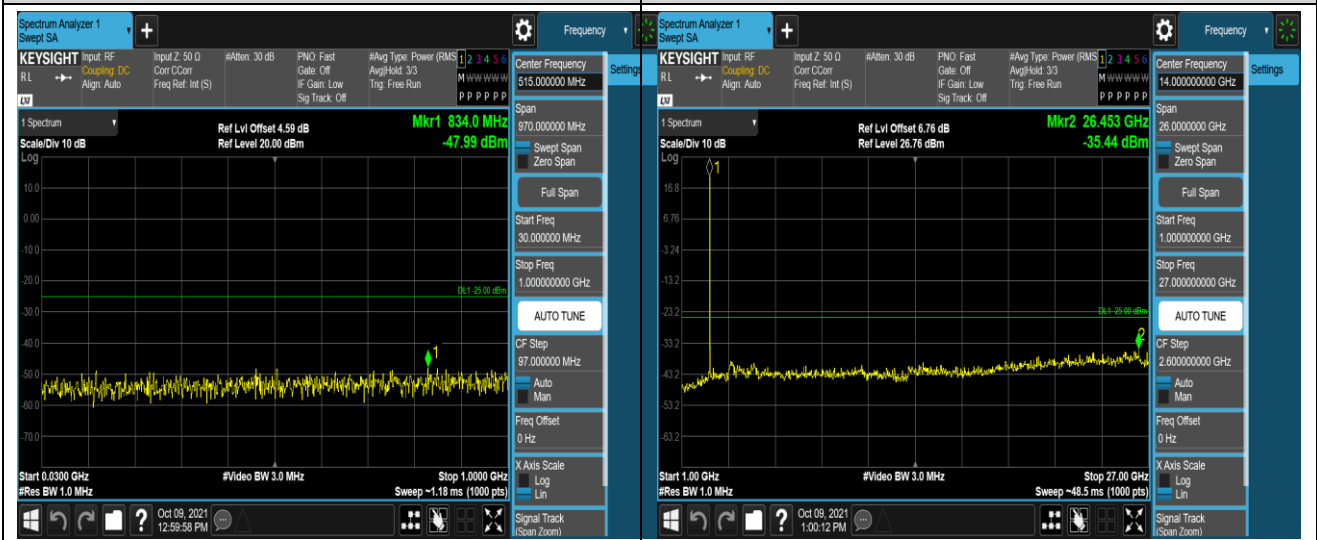 Spectrum Analyzer 1
Swept SA
+
Frequency
KEYSIGHT
RL
LXI
Input: RF
Coupling: DC
Align: Auto
Input Z: 50 Ω
Corr CCorr
Freq Ref: Int (S)
#Atten: 30 dB
PNO: Fast
Gate: Off
IF Gain: Low
Sig Track: Off
#Avg Type: Power (RMS
Avg|Hold: 3/3
Trig: Free Run
1 2 3 4 5 6
M W W W W W
P P P P P P
1 Spectrum
Scale/Div 10 dB
Ref Lvl Offset 4.59 dB
Ref Level 20.00 dBm
Mkr1 834.0 MHz
-47.99 dBm
Log
10.0
0.00
-10.0
-20.0
DL1 -25.00 dBm
-30.0
-40.0
1
-50.0
-60.0
-70.0
Start 0.0300 GHz
#Video BW 3.0 MHz
Stop 1.0000 GHz
#Res BW 1.0 MHz
Sweep ~1.18 ms (1000 pts)
?
Oct 09, 2021
12:59:58 PM
Center Frequency
515.000000 MHz
Settings
Span
970.000000 MHz
Swept Span
Zero Span
Full Span
Start Freq
30.000000 MHz
Stop Freq
1.000000000 GHz
AUTO TUNE
CF Step
97.000000 MHz
Auto
Man
Freq Offset
0 Hz
X Axis Scale
Log
Lin
Signal Track
(Span Zoom)
Spectrum Analyzer 1
Swept SA
+
Frequency
KEYSIGHT
RL
LXI
Input: RF
Coupling: DC
Align: Auto
Input Z: 50 Ω
Corr CCorr
Freq Ref: Int (S)
#Atten: 30 dB
PNO: Fast
Gate: Off
IF Gain: Low
Sig Track: Off
#Avg Type: Power (RMS
Avg|Hold: 3/3
Trig: Free Run
1 2 3 4 5 6
M W W W W W
P P P P P P
1 Spectrum
Scale/Div 10 dB
Ref Lvl Offset 6.76 dB
Ref Level 26.76 dBm
Mkr2 26.453 GHz
-35.44 dBm
Log
1
16.8
6.76
-3.24
-13.2
-23.2
DL1 -25.00 dBm
2
-33.2
-43.2
-53.2
-63.2
Start 1.00 GHz
#Video BW 3.0 MHz
Stop 27.00 GHz
#Res BW 1.0 MHz
Sweep ~48.5 ms (1000 pts)
?
Oct 09, 2021
1:00:12 PM
Center Frequency
14.000000000 GHz
Settings
Span
26.0000000 GHz
Swept Span
Zero Span
Full Span
Start Freq
1.000000000 GHz
Stop Freq
27.000000000 GHz
AUTO TUNE
CF Step
2.600000000 GHz
Auto
Man
Freq Offset
0 Hz
X Axis Scale
Log
Lin
Signal Track
(Span Zoom)